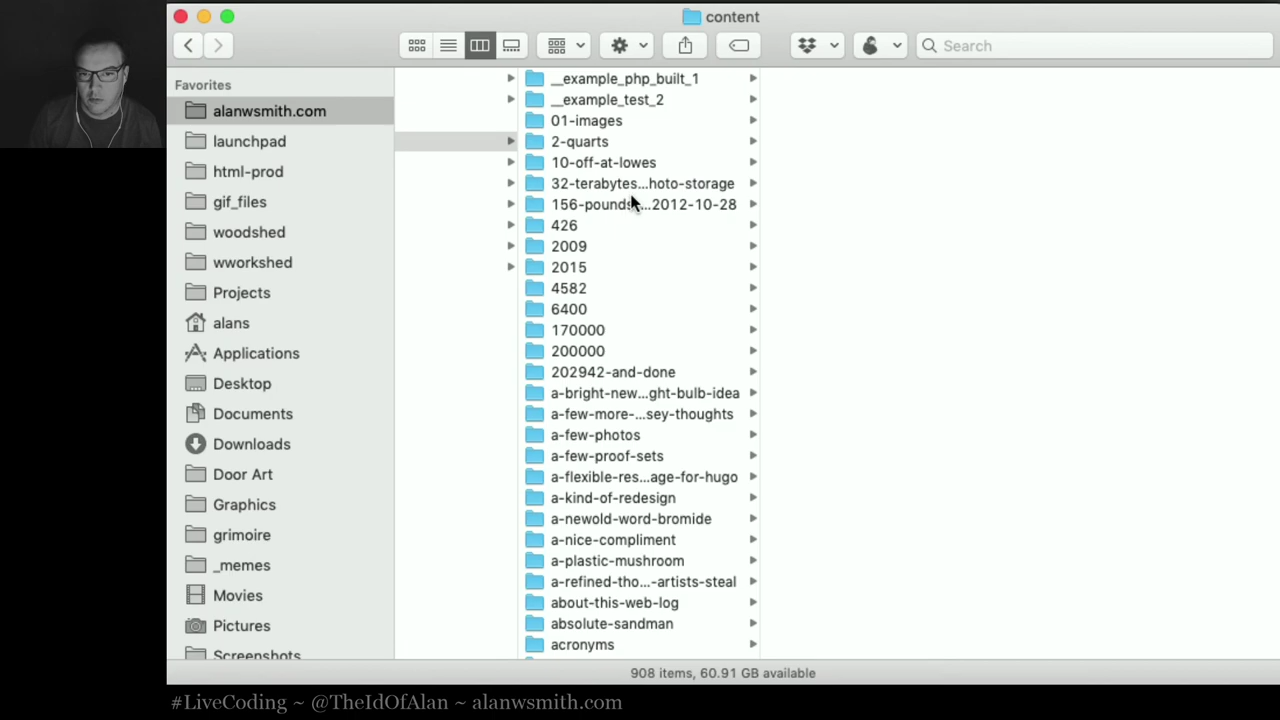 content
Search
Favorites
alanwsmith.com
launchpad
html-prod
gif_files
woodshed
wworkshed
Projects
alans
Applications
Desktop
Documents
Downloads
Door Art
Graphics
grimoire
_memes
Movies
Pictures
Screenshots
__example_php_built_1
__example_test_2
01-images
2-quarts
10-off-at-lowes
32-terabytes...hoto-storage
156-pounds...2012-10-28
426
2009
2015
4582
6400
170000
200000
202942-and-done
a-bright-new...ght-bulb-idea
a-few-more-...sey-thoughts
a-few-photos
a-few-proof-sets
a-flexible-res...age-for-hugo
a-kind-of-redesign
a-newold-word-bromide
a-nice-compliment
a-plastic-mushroom
a-refined-tho...-artists-steal
about-this-web-log
absolute-sandman
acronyms
908 items, 60.91 GB available
#LiveCoding ~ @TheIdOfAlan ~ alanwsmith.com